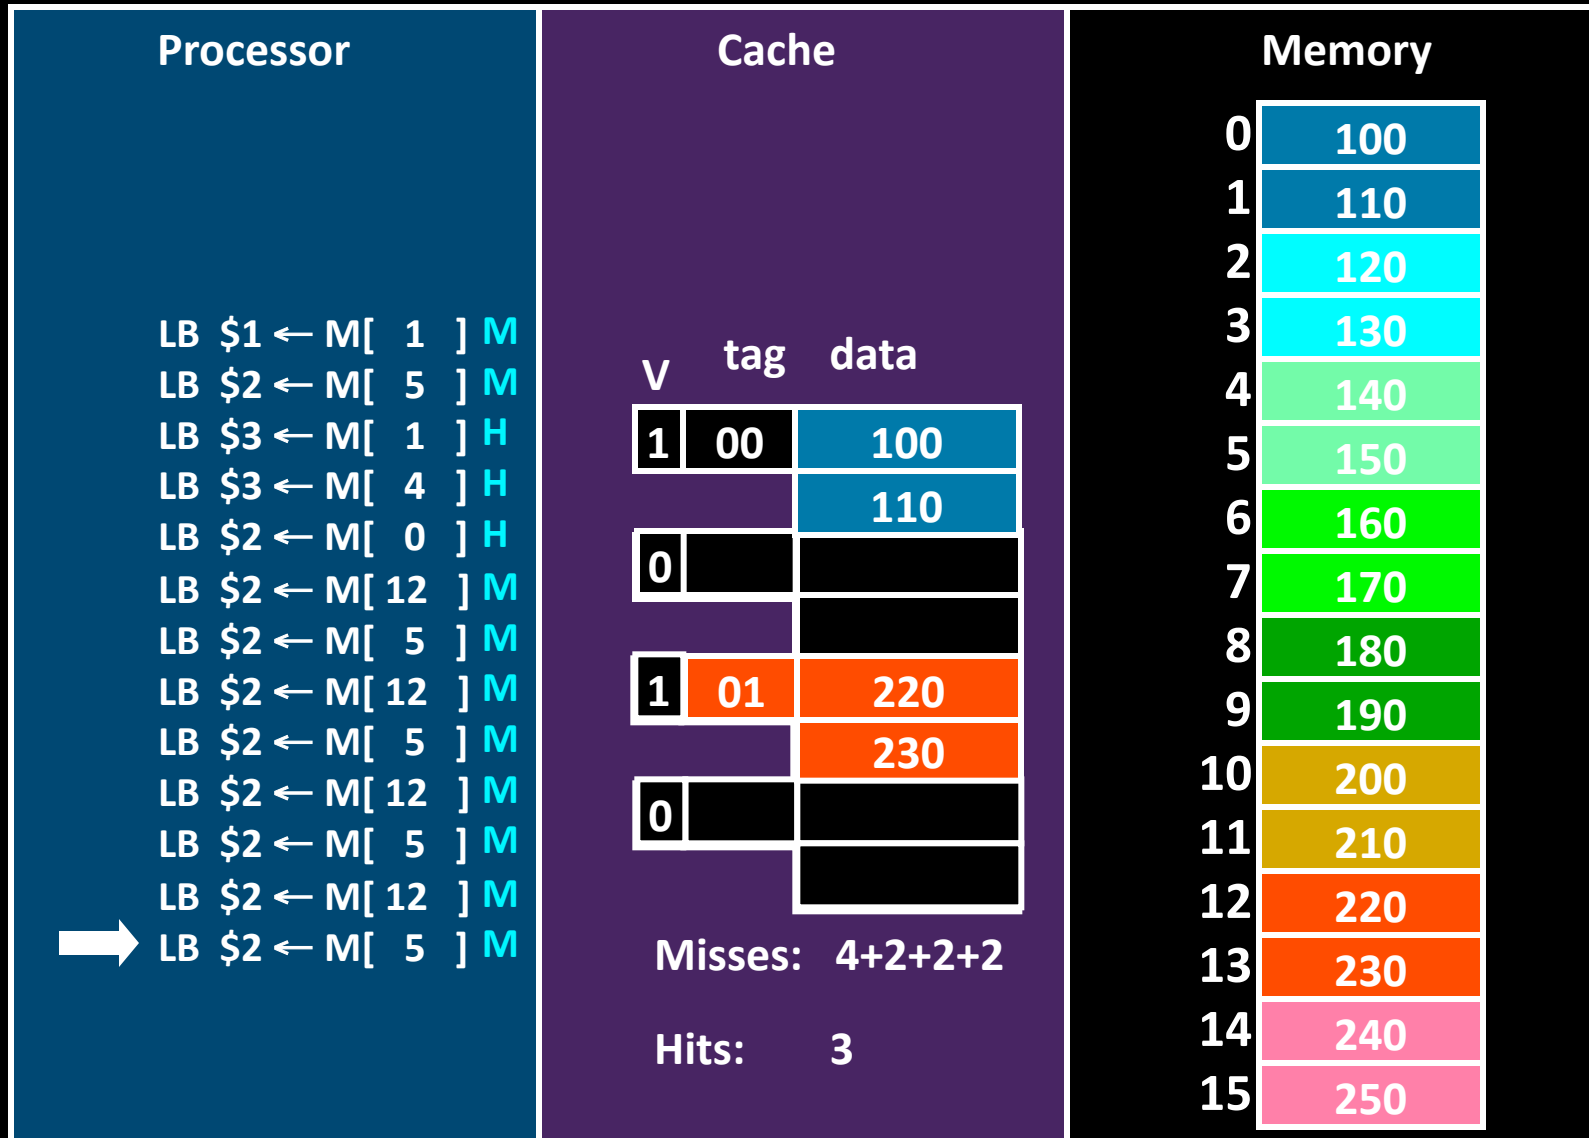 Processor
LB $1 ← M[ 1 ] M
LB $2 ← M[ 5 ] M
LB $3 ← M[ 1 ] H
LB $3 ← M[ 4 ] H
LB $2 ← M[ 0 ] H
LB $2 ← M[ 12 ] M
LB $2 ← M[ 5 ] M
LB $2 ← M[ 12 ] M
LB $2 ← M[ 5 ] M
LB $2 ← M[ 12 ] M
LB $2 ← M[ 5 ] M
LB $2 ← M[ 12 ] M
LB $2 ← M[ 5 ] M
Cache
V tag data
1 00 100
110
0
1 01 220
230
0
Misses: 4+2+2+2
Hits: 3
Memory
0 100
1 110
2 120
3 130
4 140
5 150
6 160
7 170
8 180
9 190
10 200
11 210
12 220
13 230
14 240
15 250